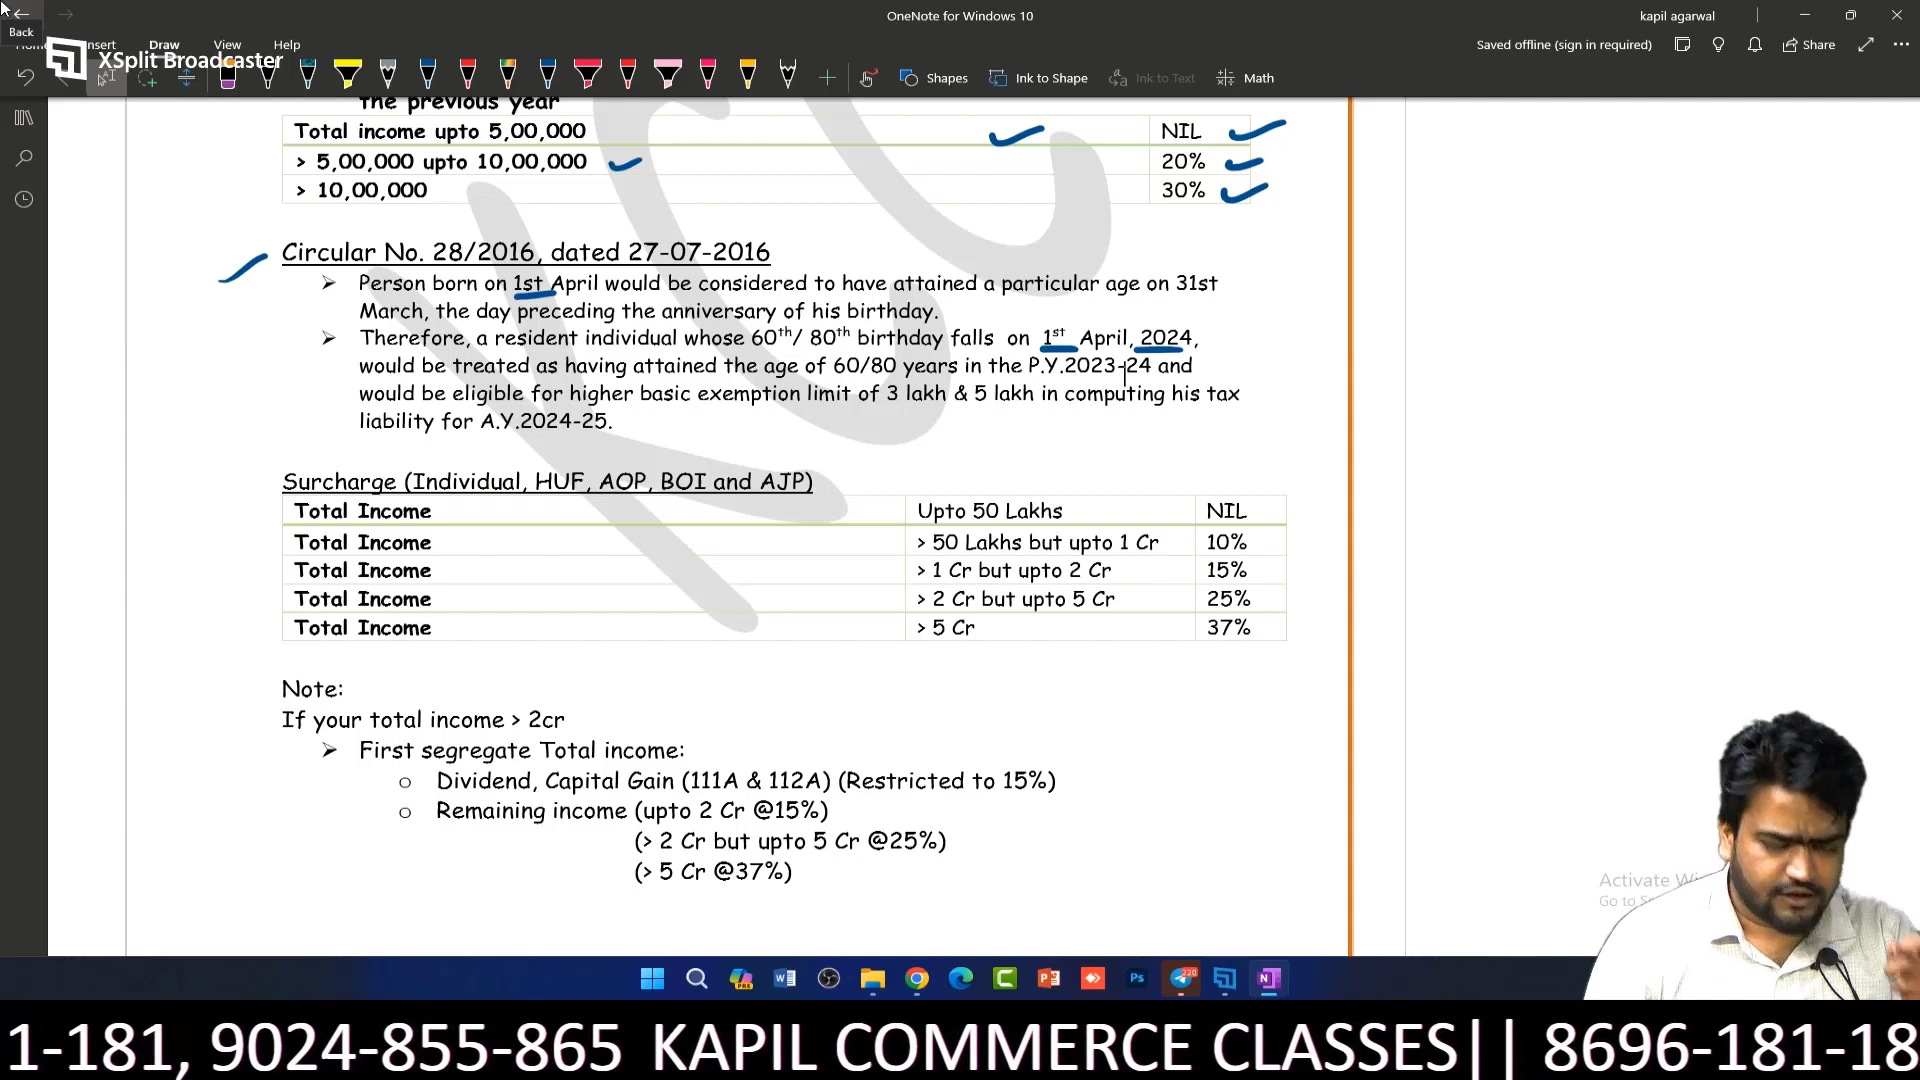 OneNote for Windows 10
kapil agarwal
Back
Insert Draw View Help
Saved offline (sign in required) Share
XSplit Broadcaster
Shapes Ink to Shape Ink to Text Math
the previous year
Total income upto 5,00,000 NIL
> 5,00,000 upto 10,00,000 20%
> 10,00,000 30%
Circular No. 28/2016, dated 27-07-2016
➢ Person born on 1st April would be considered to have attained a particular age on 31st
March, the day preceding the anniversary of his birthday.
➢ Therefore, a resident individual whose 60th/ 80th birthday falls on 1st April, 2024,
would be treated as having attained the age of 60/80 years in the P.Y.2023-24 and
would be eligible for higher basic exemption limit of 3 lakh & 5 lakh in computing his tax
liability for A.Y.2024-25.
Surcharge (Individual, HUF, AOP, BOI and AJP)
Total Income Upto 50 Lakhs NIL
Total Income > 50 Lakhs but upto 1 Cr 10%
Total Income > 1 Cr but upto 2 Cr 15%
Total Income > 2 Cr but upto 5 Cr 25%
Total Income > 5 Cr 37%
Note:
If your total income > 2cr
➢ First segregate Total income:
o Dividend, Capital Gain (111A & 112A) (Restricted to 15%)
o Remaining income (upto 2 Cr @15%)
(> 2 Cr but upto 5 Cr @25%)
(> 5 Cr @37%)
Activate
Go to
1-181, 9024-855-865 KAPIL COMMERCE CLASSES|| 8696-181-18